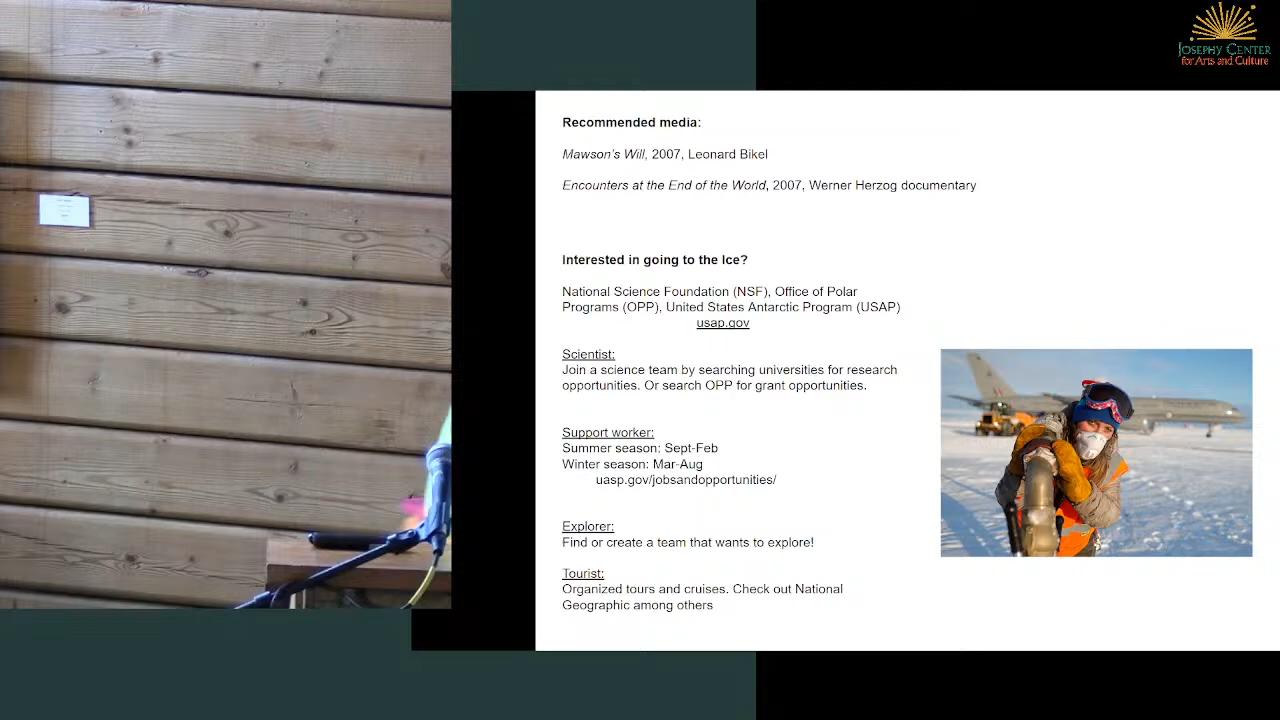 JOSEPHY CENTER
for Arts and Culture
Recommended media:
Mawson's Will, 2007, Leonard Bikel
Encounters at the End of the World, 2007, Werner Herzog documentary
Interested in going to the Ice?
National Science Foundation (NSF), Office of Polar
Programs (OPP), United States Antarctic Program (USAP)
usap.gov
Scientist:
Join a science team by searching universities for research
opportunities. Or search OPP for grant opportunities.
Support worker:
Summer season: Sept-Feb
Winter season: Mar-Aug
uasp.gov/jobsandopportunities/
Explorer:
Find or create a team that wants to explore!
Tourist:
Organized tours and cruises. Check out National
Geographic among others